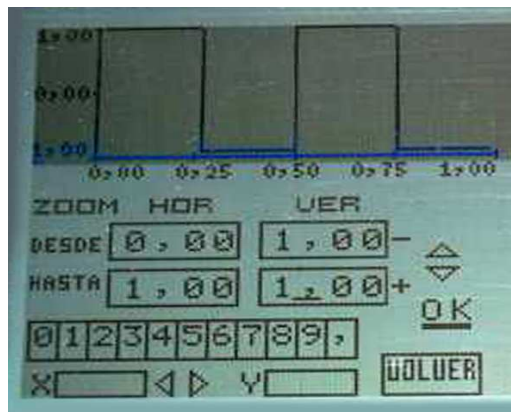 1,00
0,00
1,00
0,00 0,25 0,50 0,75 1,00
ZOOM HOR VER
DESDE 0,00 1,00-
HASTA 1,00 1,00+
OK
0123456789,
X Y VOLVER